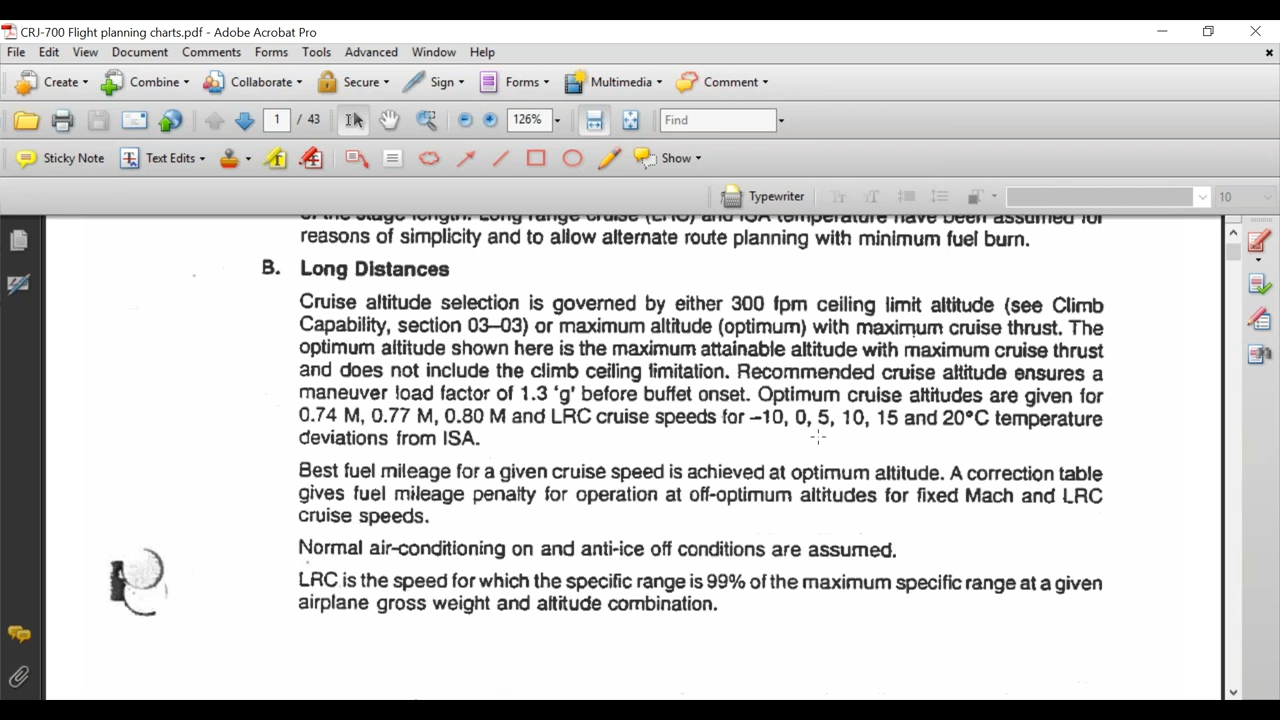 CRJ-700 Flight planning charts.pdf - Adobe Acrobat Pro
File Edit View Document Comments Forms Tools Advanced Window Help
Create Combine Collaborate Secure Sign Forms Multimedia Comment
1 / 43 126% Find
Sticky Note Text Edits Show
Typewriter 10
of the stage length. Long range cruise (LRC) and ISA temperature have been assumed for
reasons of simplicity and to allow alternate route planning with minimum fuel burn.
B. Long Distances
Cruise altitude selection is governed by either 300 fpm ceiling limit altitude (see Climb
Capability, section 03–03) or maximum altitude (optimum) with maximum cruise thrust. The
optimum altitude shown here is the maximum attainable altitude with maximum cruise thrust
and does not include the climb ceiling limitation. Recommended cruise altitude ensures a
maneuver load factor of 1.3 'g' before buffet onset. Optimum cruise altitudes are given for
0.74 M, 0.77 M, 0.80 M and LRC cruise speeds for –10, 0, 5, 10, 15 and 20°C temperature
deviations from ISA.
Best fuel mileage for a given cruise speed is achieved at optimum altitude. A correction table
gives fuel mileage penalty for operation at off-optimum altitudes for fixed Mach and LRC
cruise speeds.
Normal air-conditioning on and anti-ice off conditions are assumed.
LRC is the speed for which the specific range is 99% of the maximum specific range at a given
airplane gross weight and altitude combination.